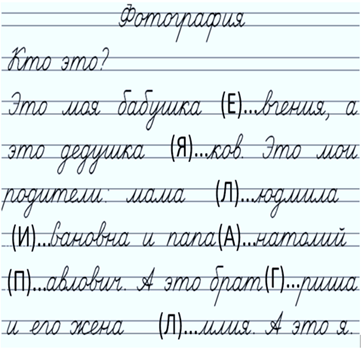 Фотография
Кто это?
Это моя бабушка (Е)...вгения, а
это дедушка (Я)...ков. Это мои
родители: мама (Л)...юдмила
(И)...вановна и папа(А)...натолий
(П)...авлович. А это брат(Г)...риша
и его жена (Л)...илия. А это я.